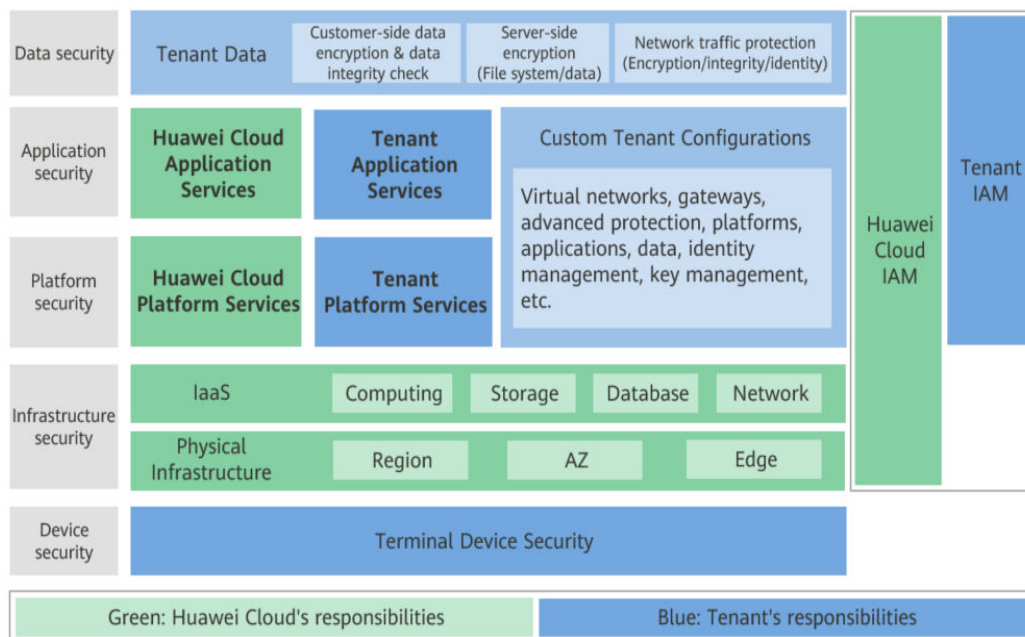 Data security
Tenant Data
Customer-side data
encryption & data
integrity check
Server-side
encryption
(File system/data)
Network traffic protection
(Encryption/integrity/identity)
Application
security
Huawei Cloud
Application
Services
Tenant
Application
Services
Custom Tenant Configurations
Virtual networks, gateways,
advanced protection, platforms,
applications, data, identity
management, key management,
etc.
Platform
security
Huawei Cloud
Platform Services
Tenant
Platform Services
Huawei
Cloud
IAM
Tenant
IAM
Infrastructure
security
IaaS
Computing
Storage
Database
Network
Physical
Infrastructure
Region
AZ
Edge
Device
security
Terminal Device Security
Green: Huawei Cloud's responsibilities
Blue: Tenant's responsibilities